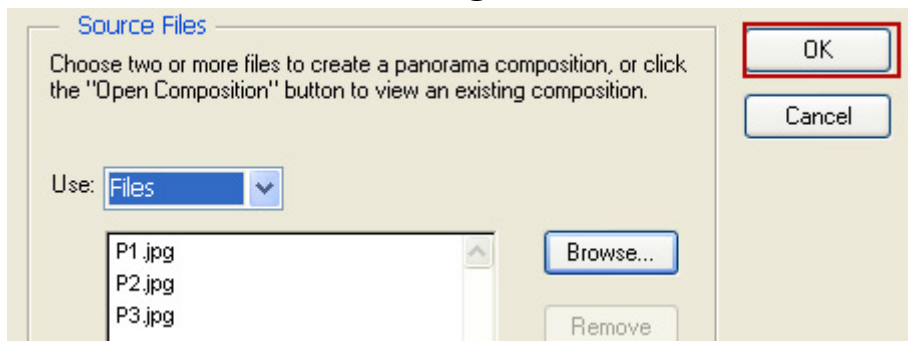 Source Files
Choose two or more files to create a panorama composition, or click
the "Open Composition" button to view an existing composition.
OK
Cancel
Use: Files
P1.jpg
P2.jpg
P3.jpg
Browse...
Remove